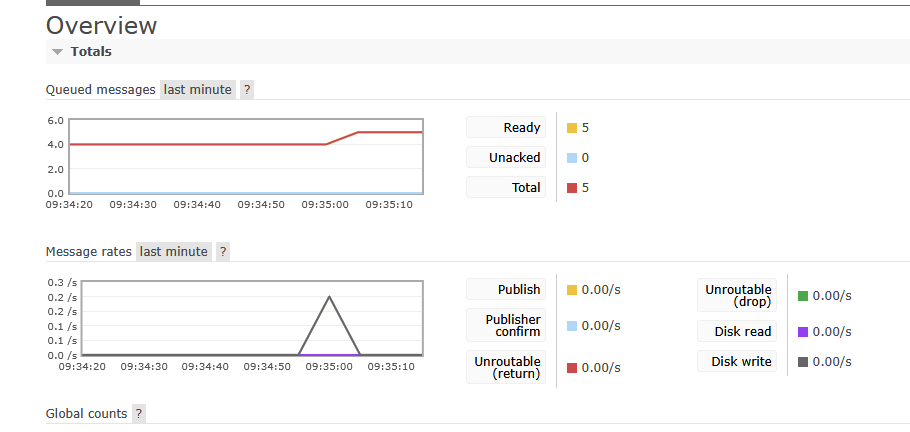 Overview
Totals
Queued messages last minute ?
6.0
4.0
2.0
0.0
09:34:20 09:34:30 09:34:40 09:34:50 09:35:00 09:35:10
Ready 5
Unacked 0
Total 5
Message rates last minute ?
0.3 /s
0.2 /s
0.2 /s
0.1 /s
0.1 /s
0.0 /s
09:34:20 09:34:30 09:34:40 09:34:50 09:35:00 09:35:10
Publish 0.00/s
Publisher
confirm 0.00/s
Unroutable
(return) 0.00/s
Unroutable
(drop) 0.00/s
Disk read 0.00/s
Disk write 0.00/s
Global counts ?